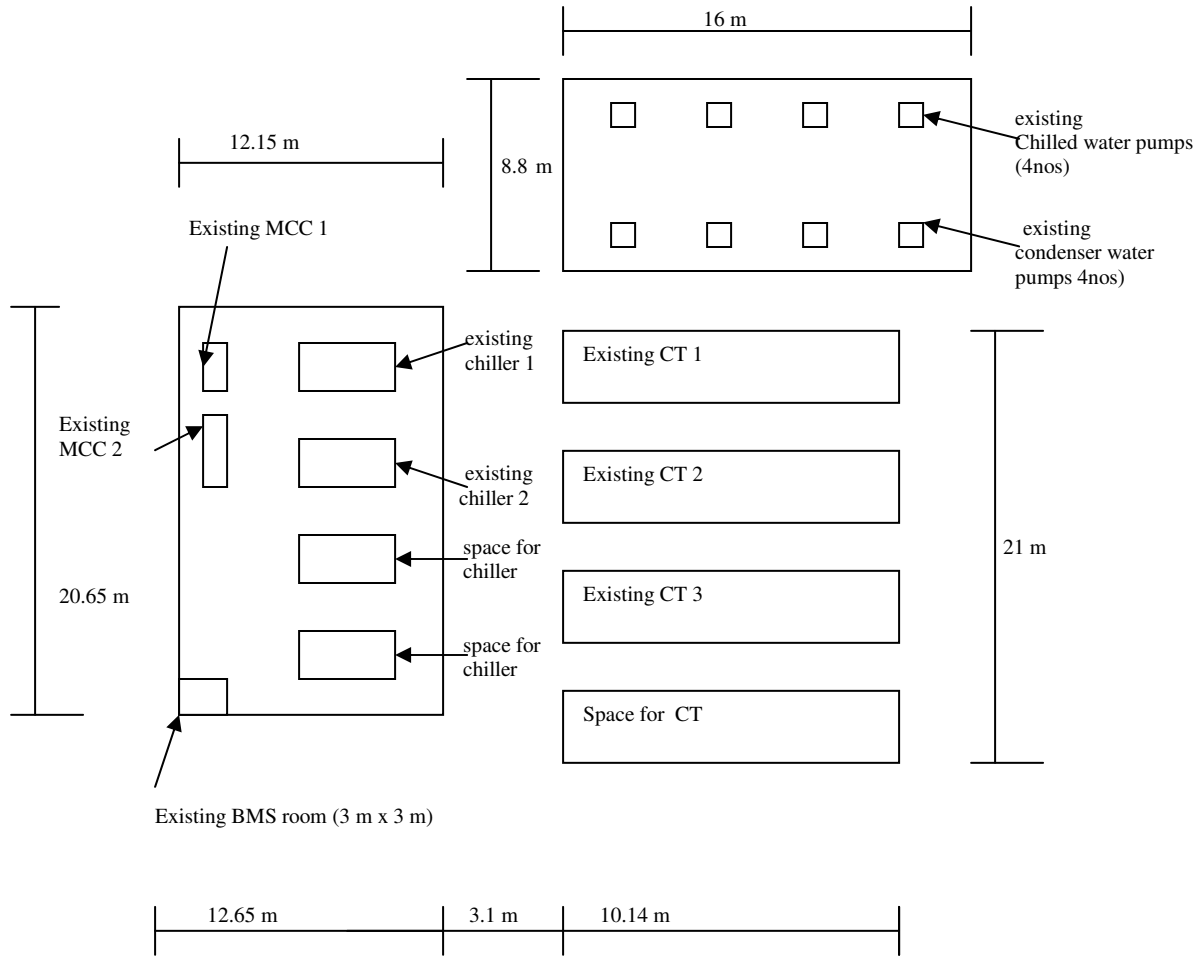 16 m
existing
Chilled water pumps
(4nos)
12.15 m
8.8 m
Existing MCC 1
existing
condenser water
pumps 4nos)
existing
chiller 1
Existing CT 1
Existing
MCC 2
existing
chiller 2
Existing CT 2
space for
chiller
21 m
20.65 m
Existing CT 3
space for
chiller
Space for CT
Existing BMS room (3 m x 3 m)
12.65 m
3.1 m
10.14 m